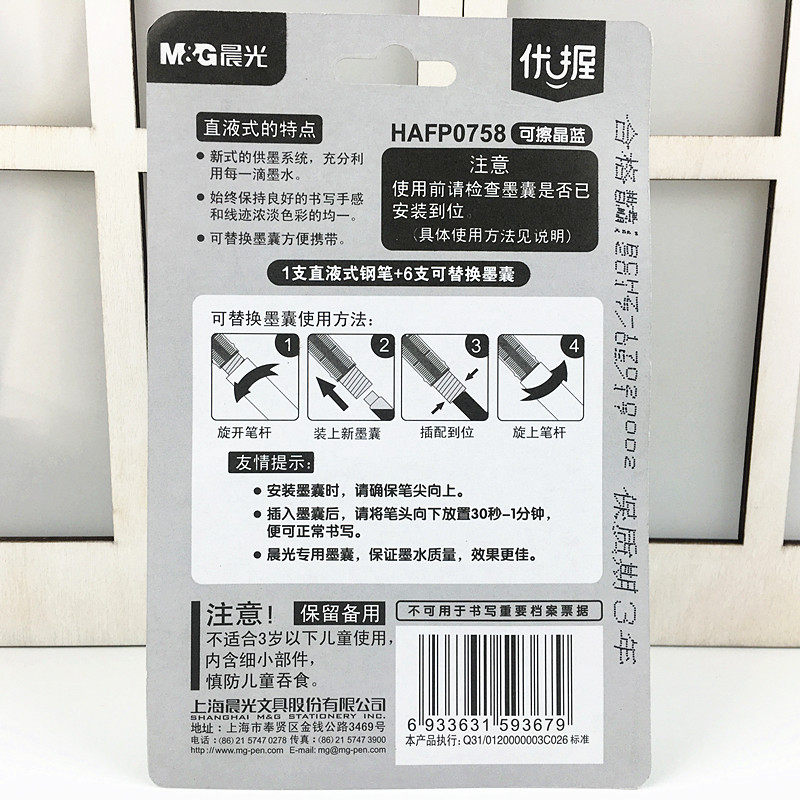 M&G晨光
优握
直液式的特点
新式的供墨系统，充分利
用每一滴墨水。
始终保持良好的书写手感
和线迹浓淡色彩的均一。
可替换墨囊方便携带。
HAFP0758 可擦晶蓝
注意
使用前请检查墨囊是否已
安装到位
(具体使用方法见说明)
1支直液式钢笔+6支可替换墨囊
可替换墨囊使用方法：
1 2 3 4
旋开笔杆 装上新墨囊 插配到位 旋上笔杆
友情提示：
安装墨囊时，请确保笔尖向上。
插入墨囊后，请将笔头向下放置30秒-1分钟，
便可正常书写。
晨光专用墨囊，保证墨水质量，效果更佳。
注意! 保留备用
不适合3岁以下儿童使用，
内含细小部件，
慎防儿童吞食。
上海晨光文具股份有限公司
SHANGHAI M&G STATIONERY INC.
地址：上海市奉贤区金钱公路3469号
电话：(86) 21 5747 0278 传真：(86) 21 5747 3900
http://www.mg-pen.com E-mail: mg@mg-pen.com
不可用于书写重要档案票据
6 933631 593679
本产品执行：Q31/0120000003C026 标准
合格
保质期3年